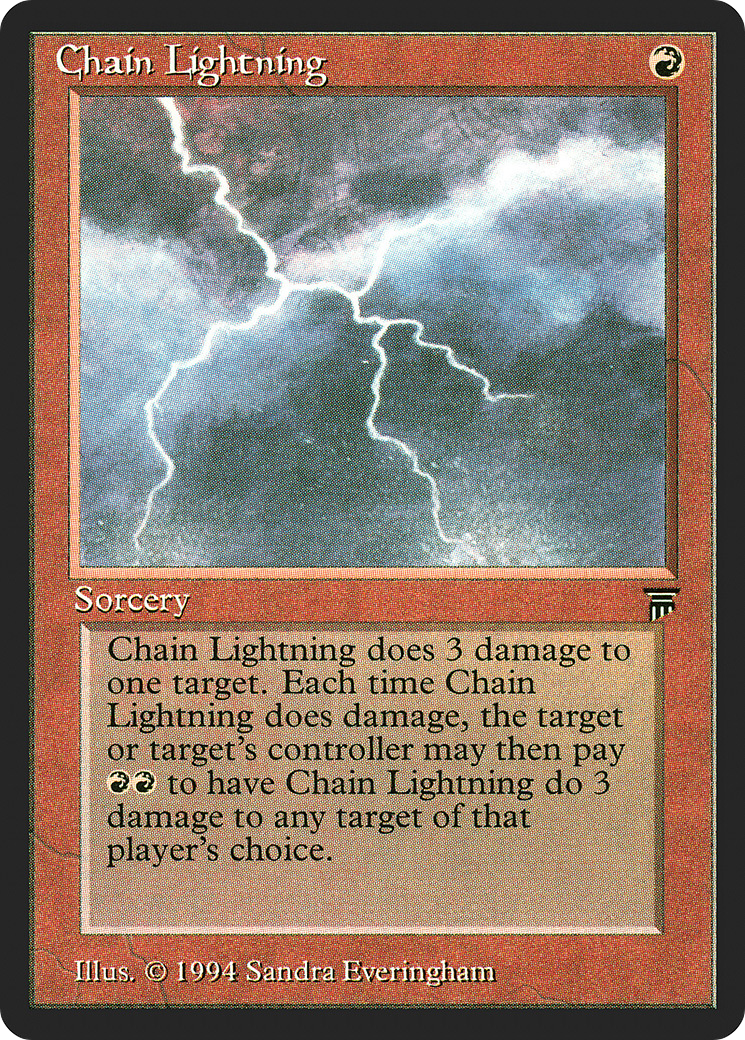 Chain Lightning
Sorcery
Chain Lightning does 3 damage to
one target. Each time Chain
Lightning does damage, the target
or target's controller may then pay
to have Chain Lightning do 3
damage to any target of that
player's choice.
Illus. © 1994 Sandra Everingham